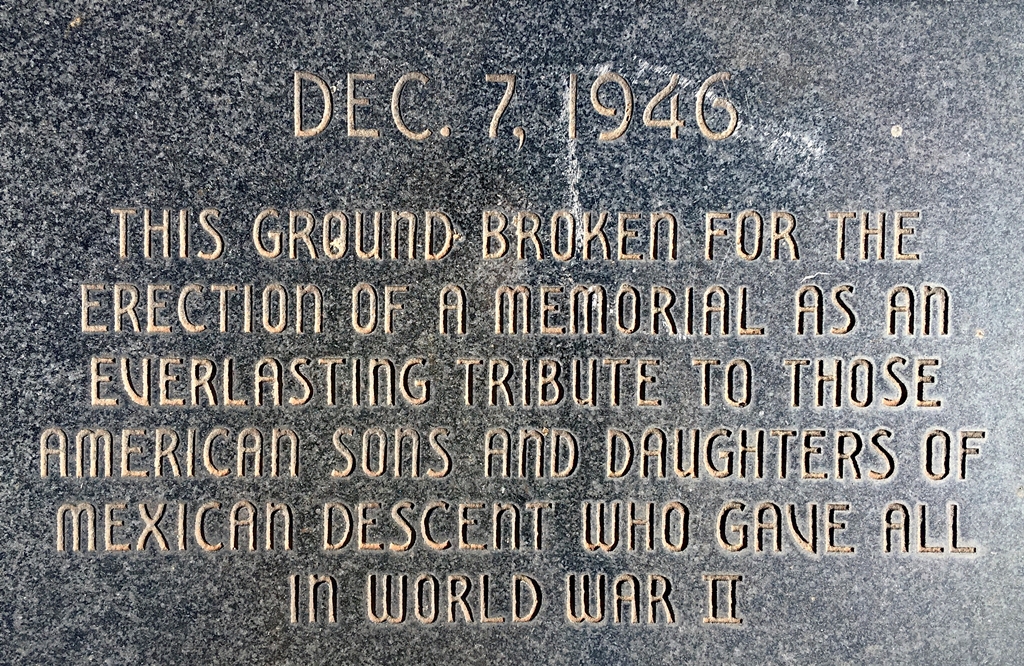 DEC. 7, 1946
THIS GROUND BROKEN FOR THE
ERECTION OF A MEMORIAL AS AN
EVERLASTING TRIBUTE TO THOSE
AMERICAN SONS AND DAUGHTERS OF
MEXICAN DESCENT WHO GAVE ALL
IN WORLD WAR II